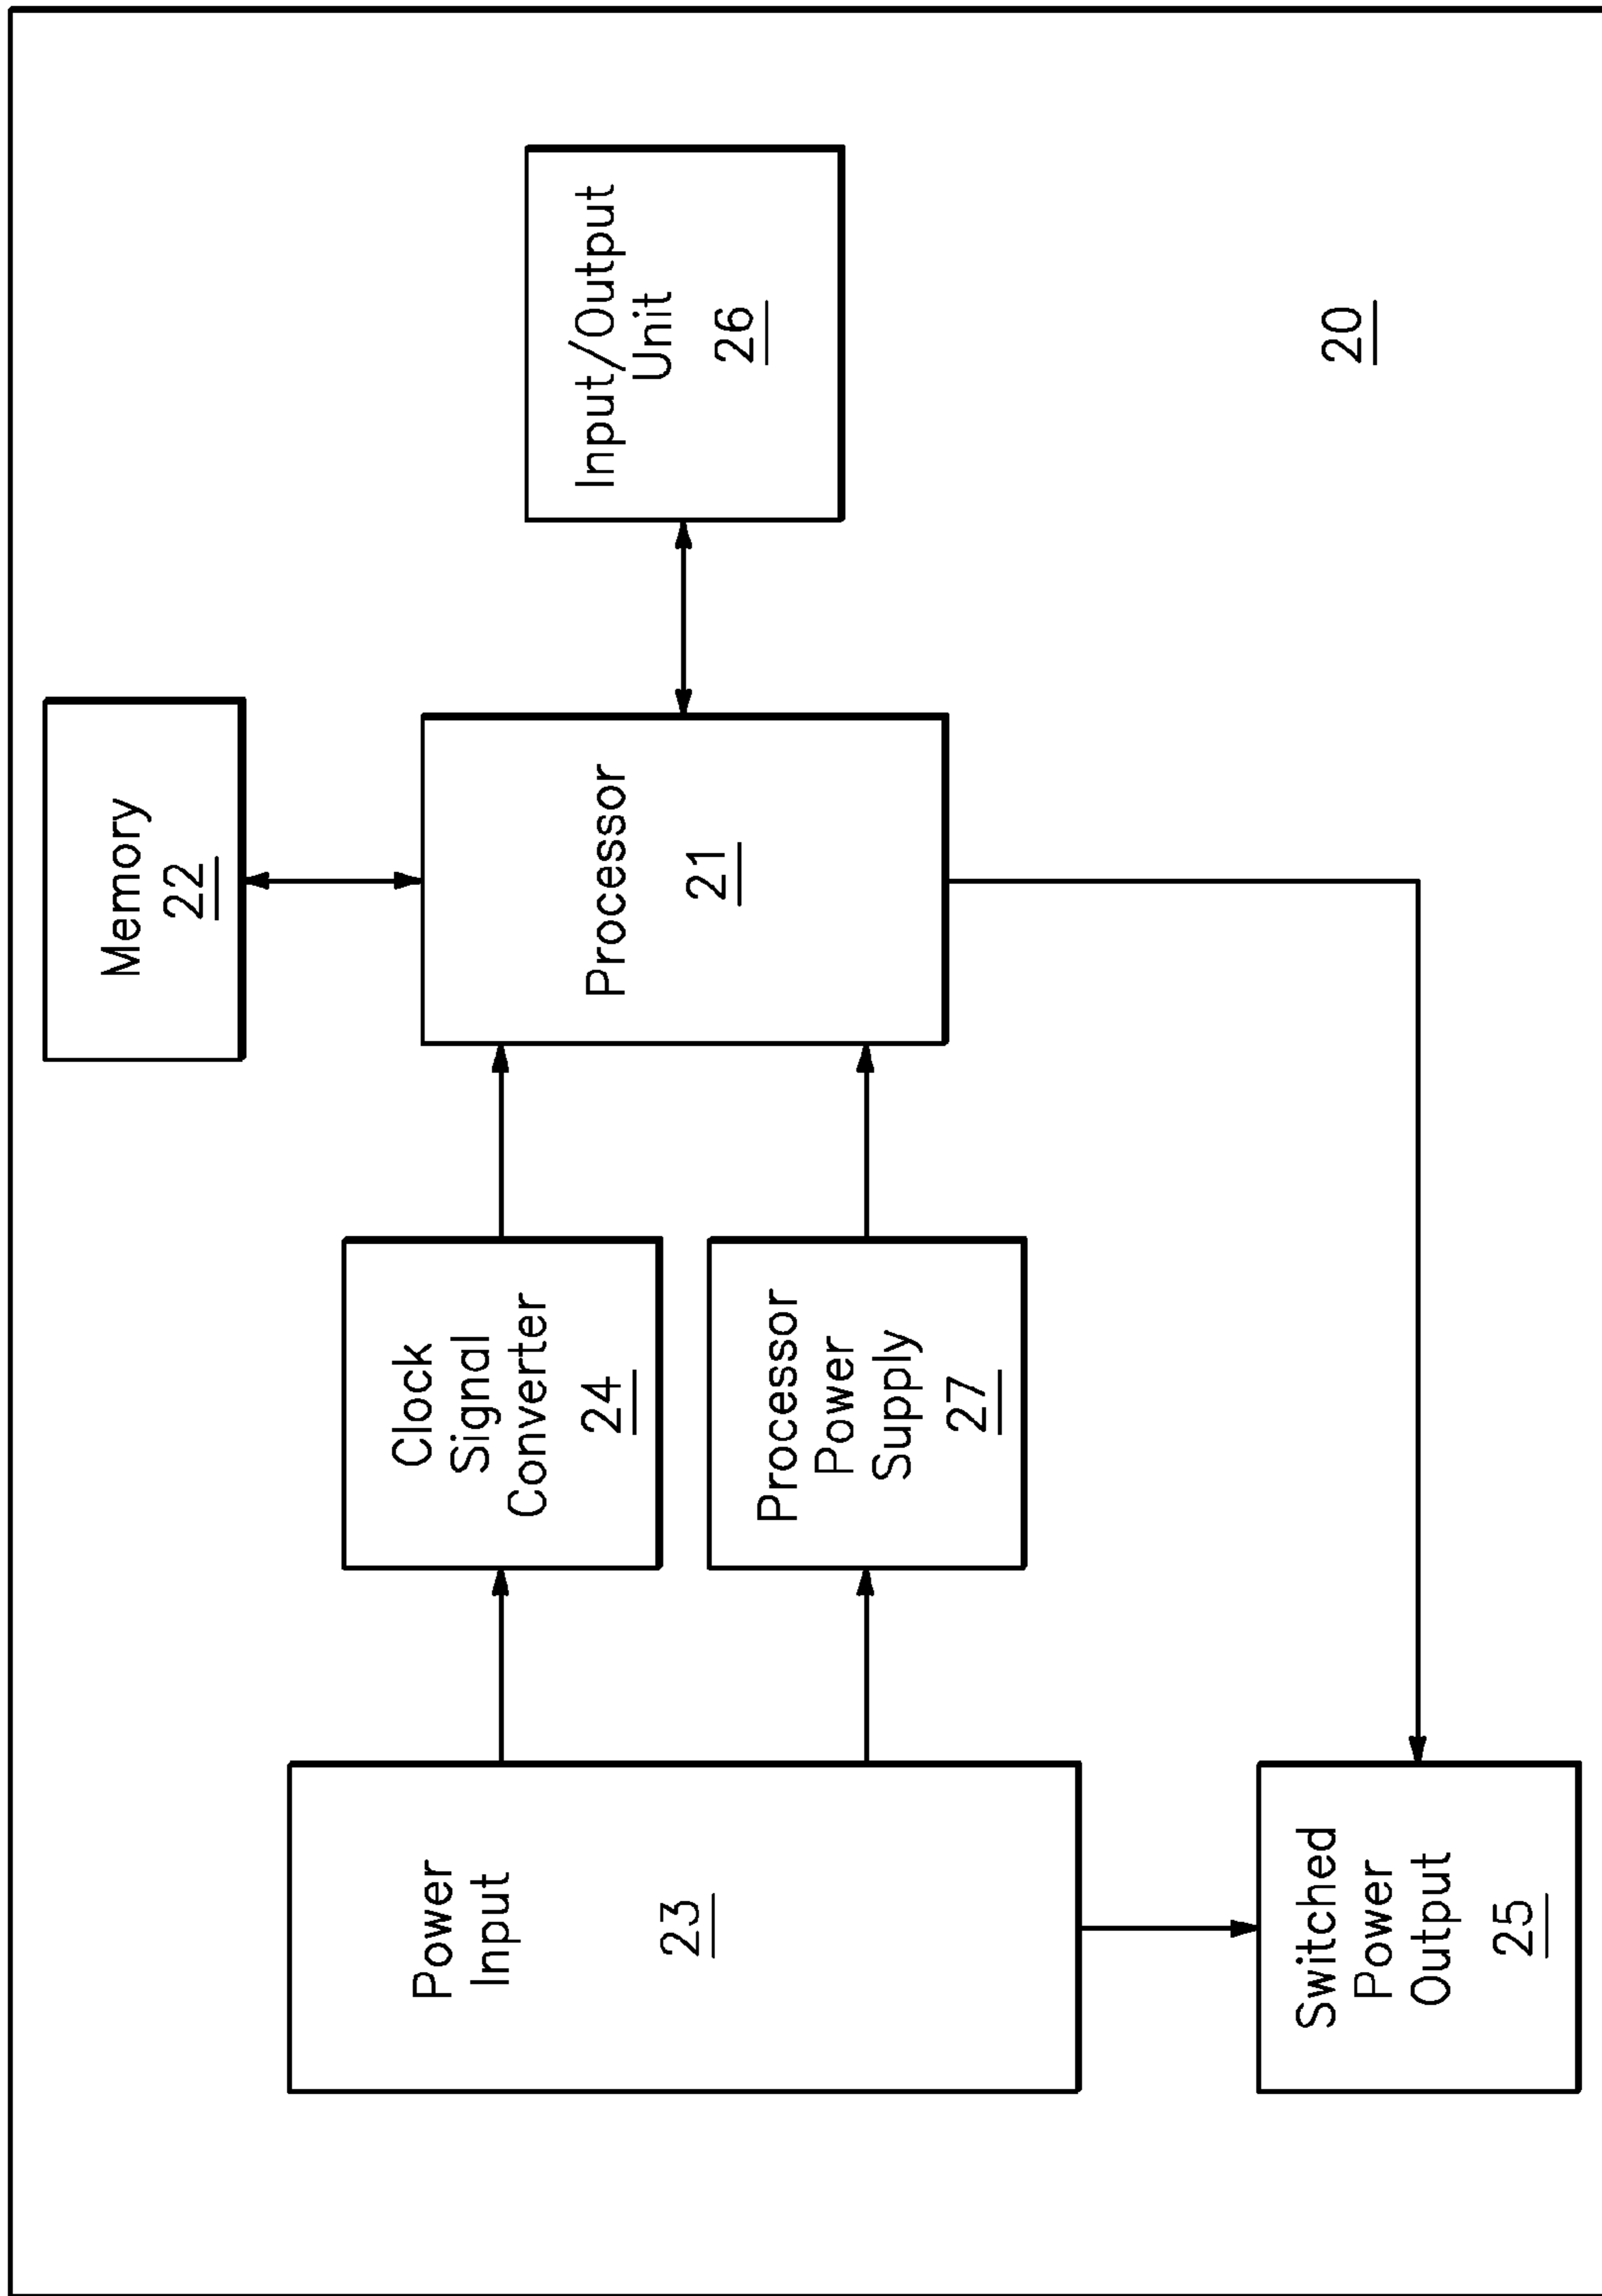 Memory
22
Power
Input
23
Clock
Signal
Converter
24
Processor
Power
Supply
27
Processor
21
Input/Output
Unit
26
Switched
Power
Output
25
20